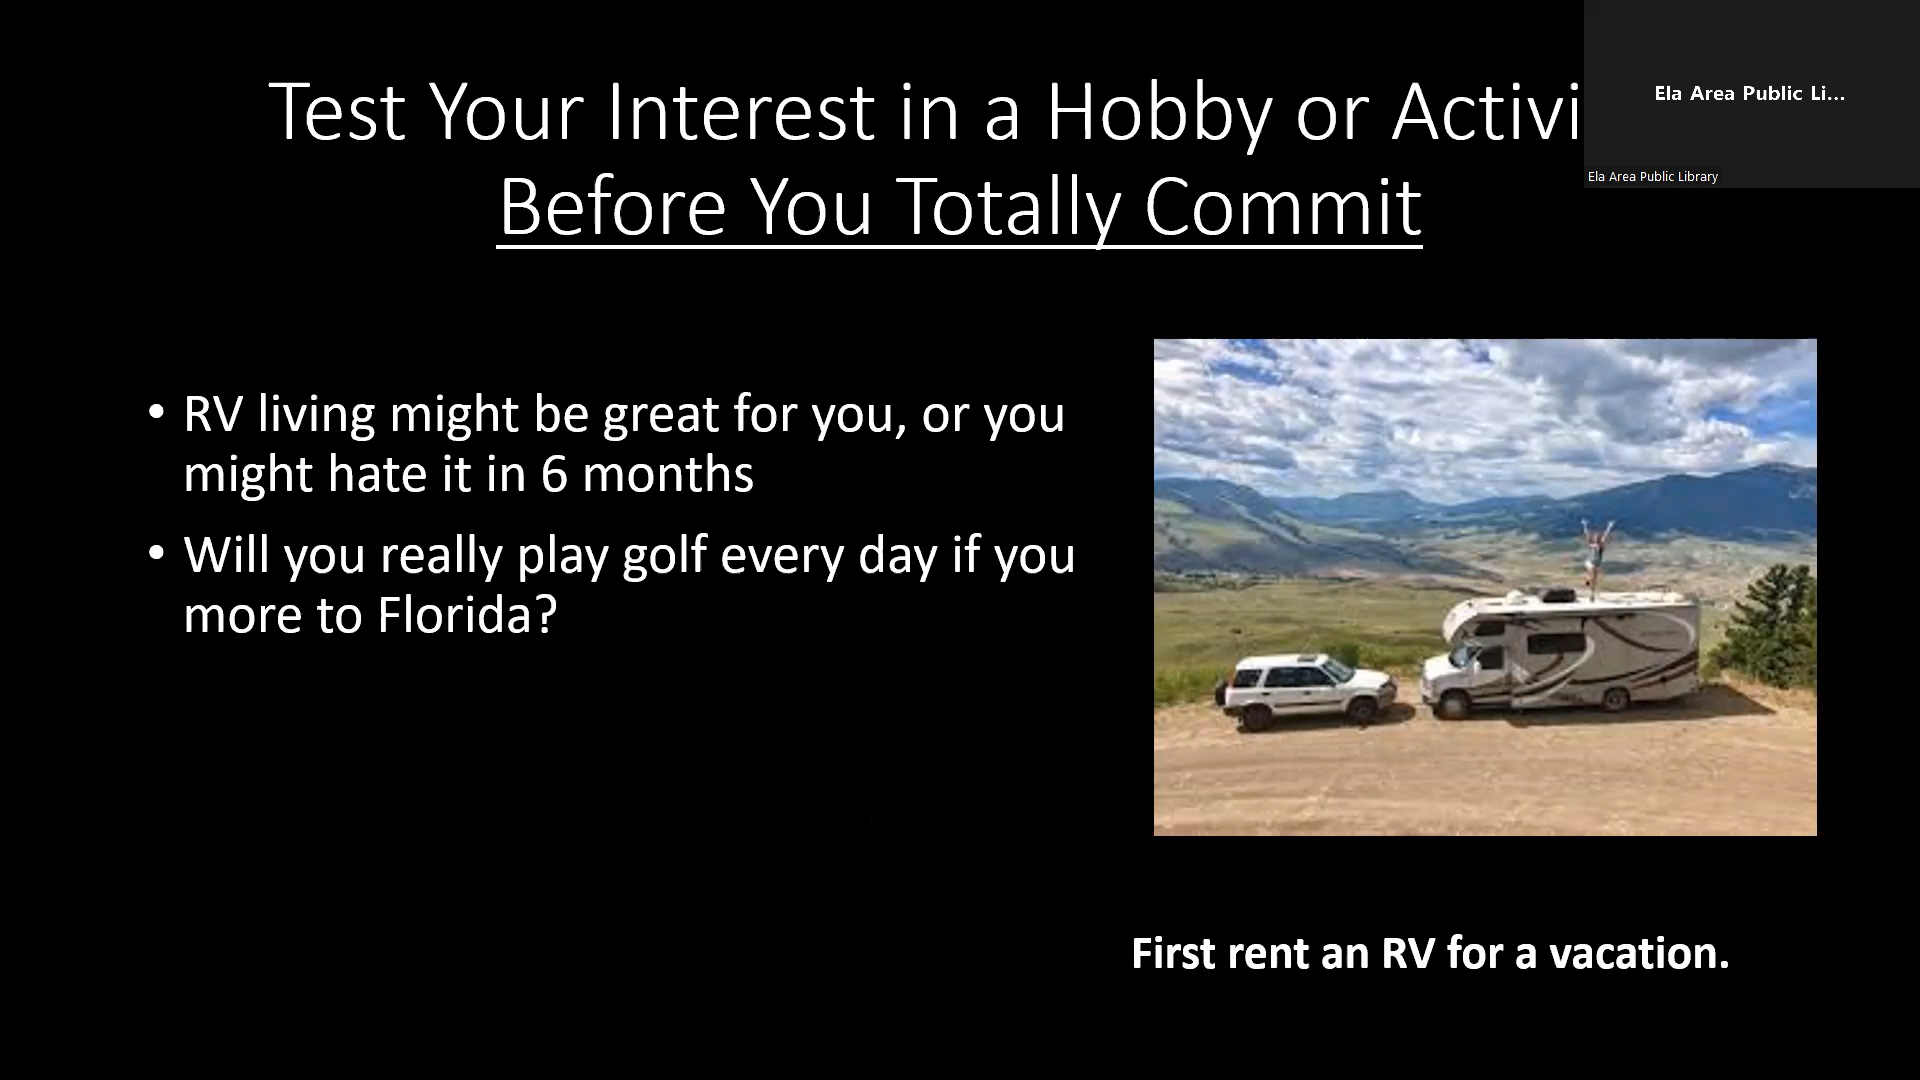 Test Your Interest in a Hobby or Activi
Before You Totally Commit
Ela Area Public Li...
Ela Area Public Library
• RV living might be great for you, or you
might hate it in 6 months
• Will you really play golf every day if you
more to Florida?
First rent an RV for a vacation.